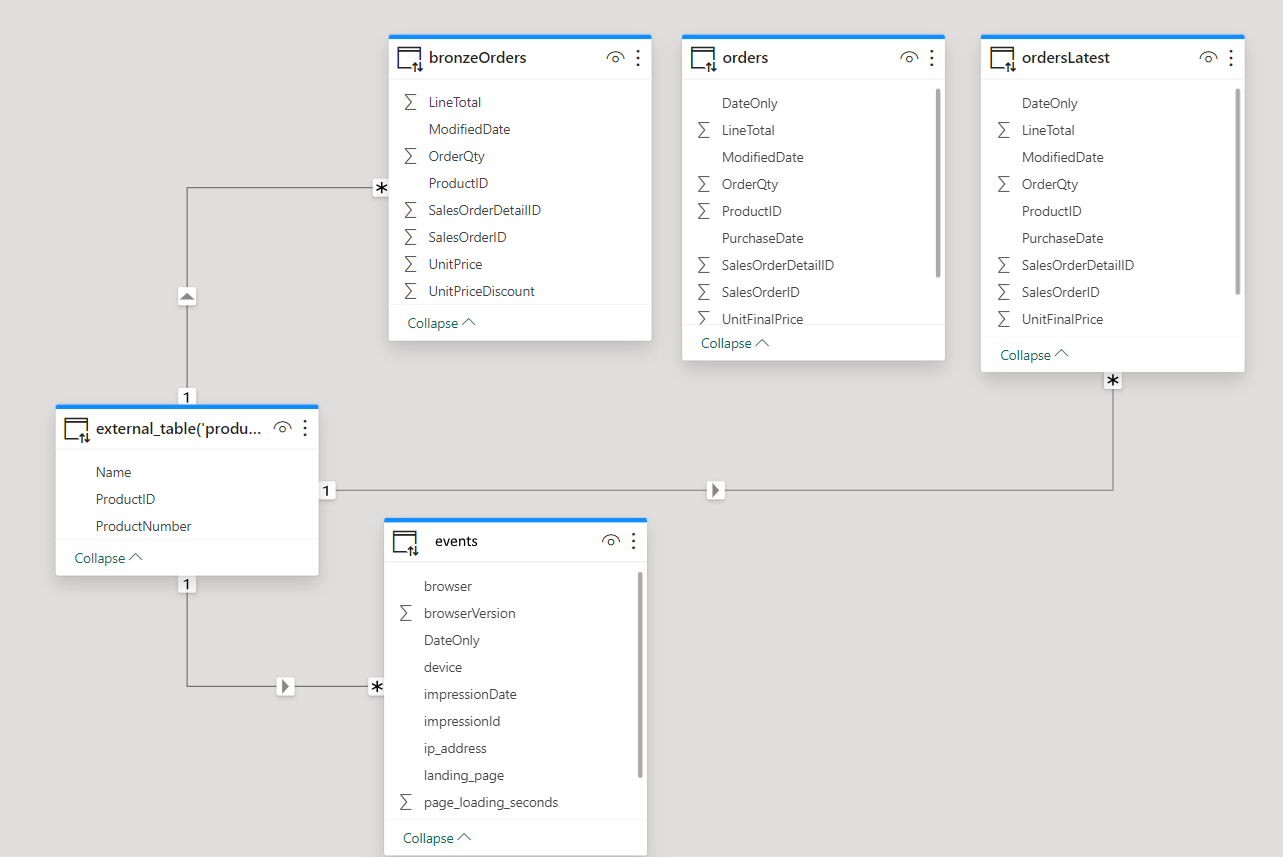 bronzeOrders
LineTotal
ModifiedDate
OrderQty
ProductID
SalesOrderDetailID
SalesOrderID
UnitPrice
UnitPriceDiscount
Collapse
orders
DateOnly
LineTotal
ModifiedDate
OrderQty
ProductID
PurchaseDate
SalesOrderDetailID
SalesOrderID
UnitFinalPrice
Collapse
ordersLatest
DateOnly
LineTotal
ModifiedDate
OrderQty
ProductID
PurchaseDate
SalesOrderDetailID
SalesOrderID
UnitFinalPrice
Collapse
*
1
external_table('produ...
Name
ProductID
ProductNumber
Collapse
1
*
1
*
events
browser
browserVersion
DateOnly
device
impressionDate
impressionId
ip_address
landing_page
page_loading_seconds
Collapse